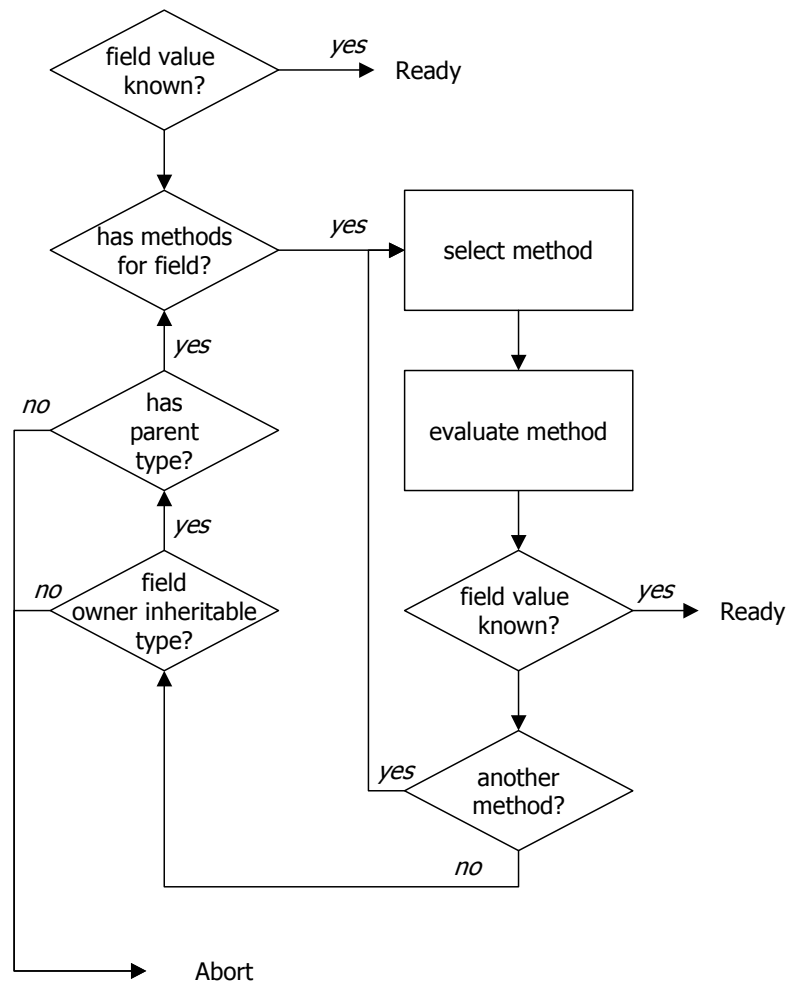 field value
known?
yes
Ready
has methods
for field?
yes
select method
yes
has
parent
type?
no
evaluate method
yes
field
owner inheritable
type?
no
field value
known?
yes
Ready
another
method?
yes
no
Abort